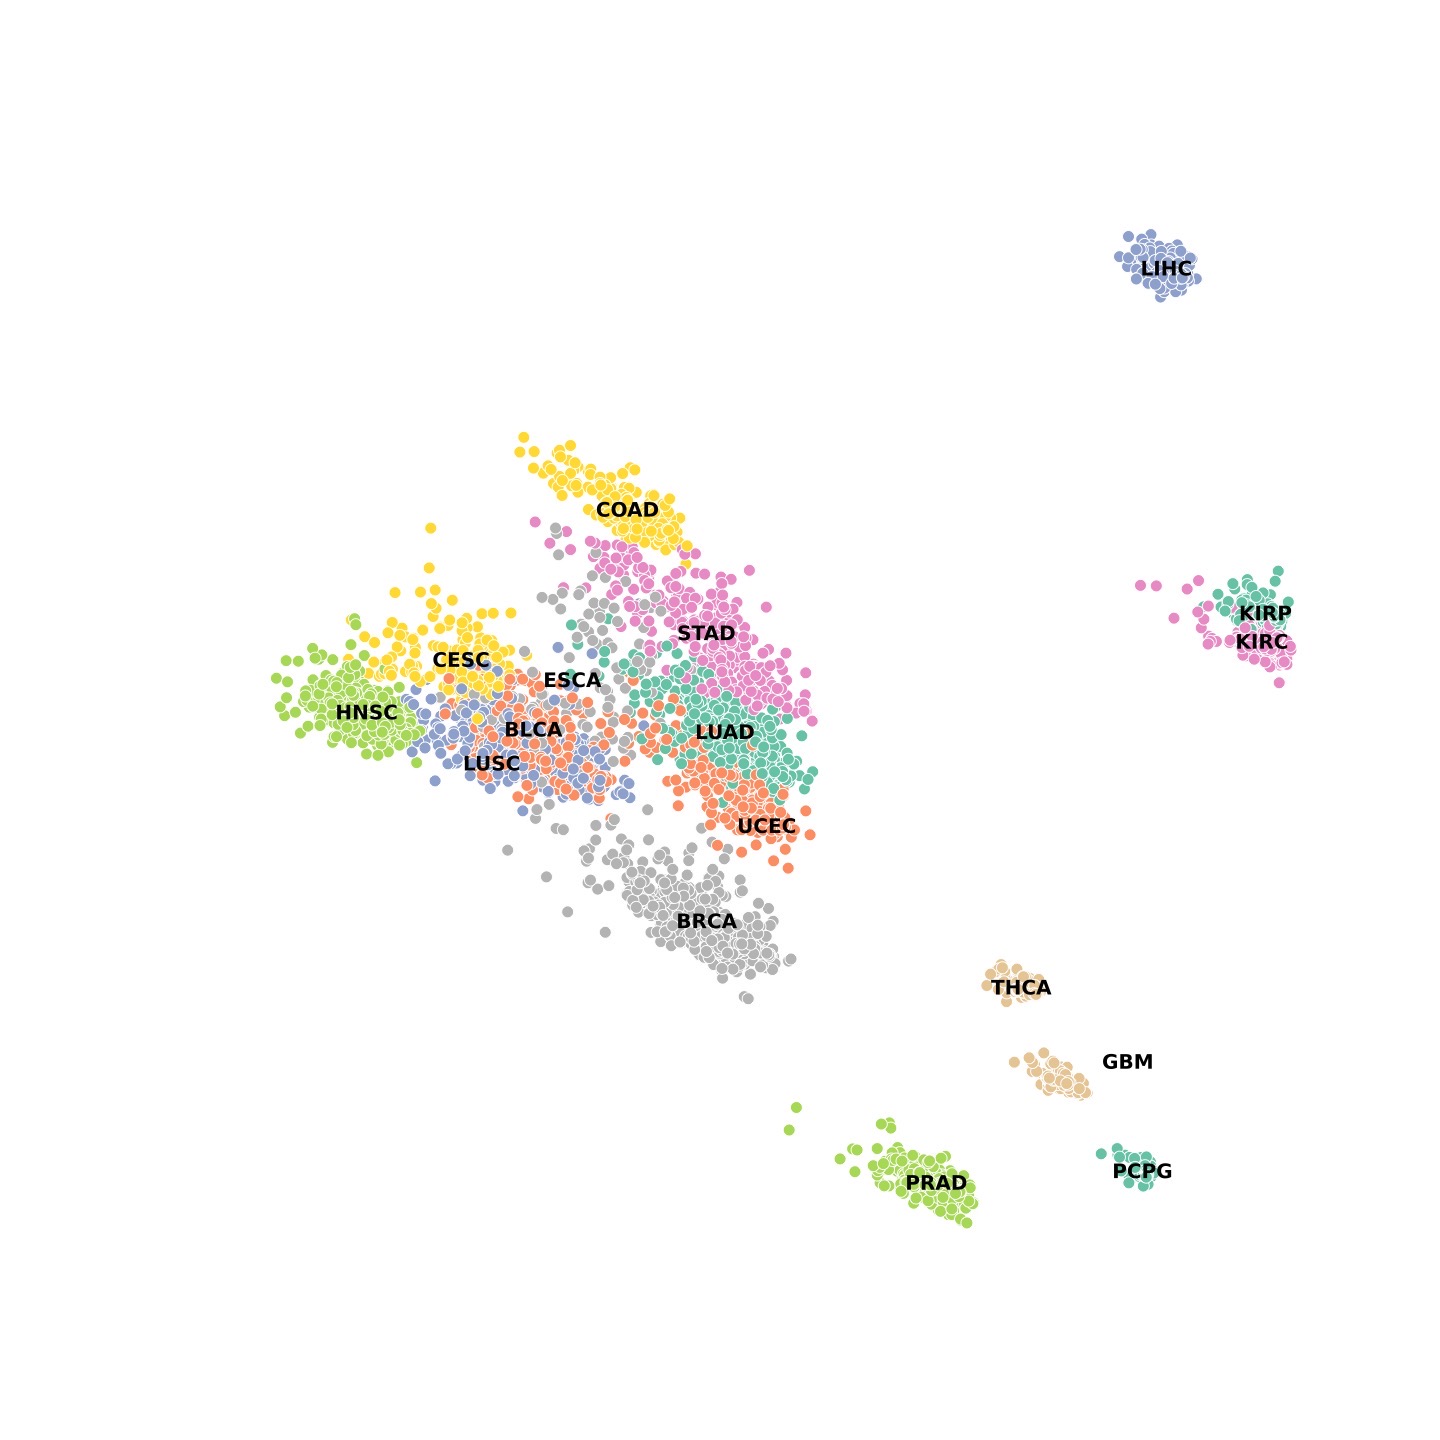 LIHC
COAD
KIRP
STAD
KIRC
CESC
ESCA
HNSC
BLCA
LUAD
LUSC
UCEC
BRCA
THCA
GBM
PCPG
PRAD